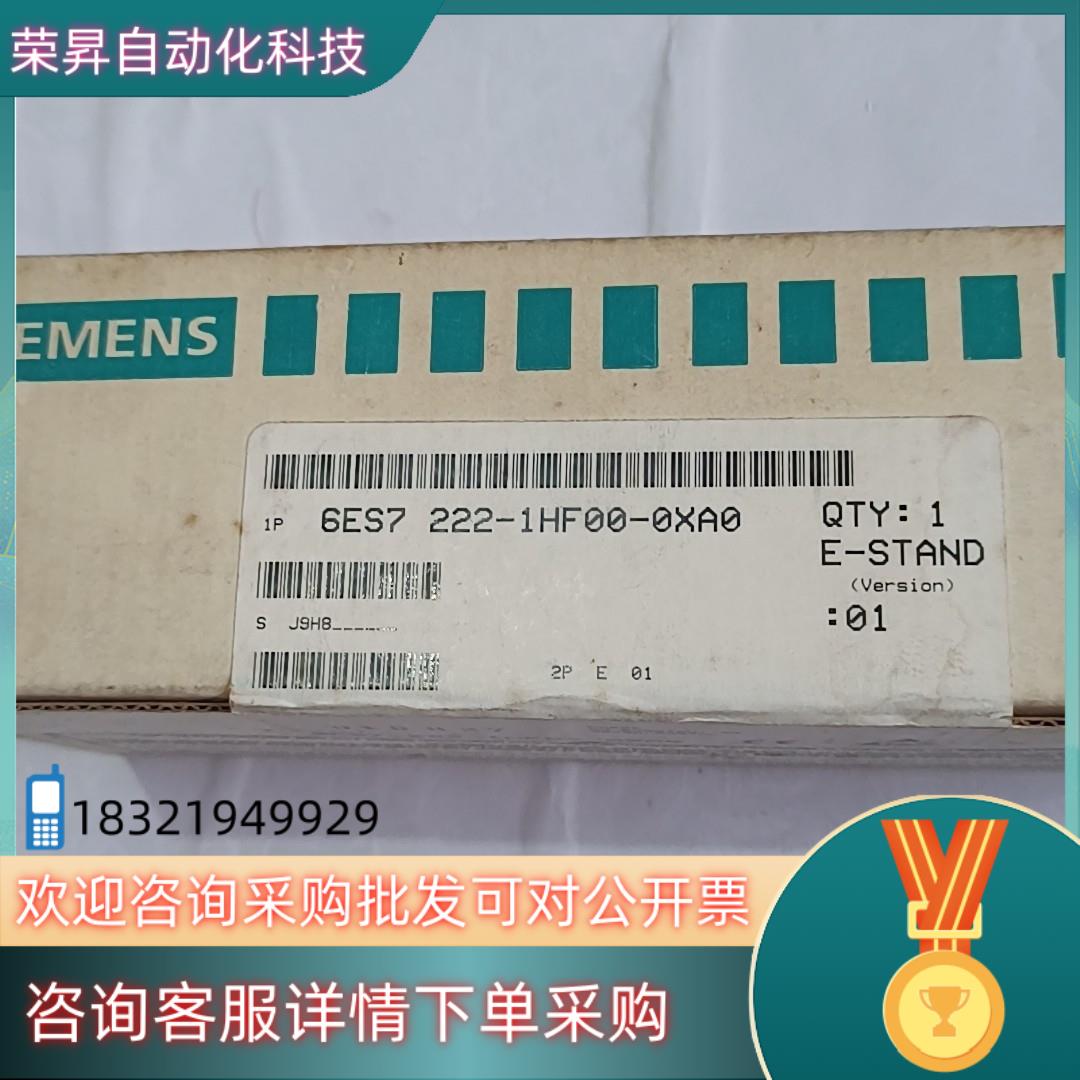 荣昇自动化科技
EMENS
1P 6ES7 222-1HF00-0XA0
QTY: 1
E-STAND
(Version)
:01
S J9H8
2P E 01
18321949929
欢迎咨询采购批发可对公开票
咨询客服详情下单采购